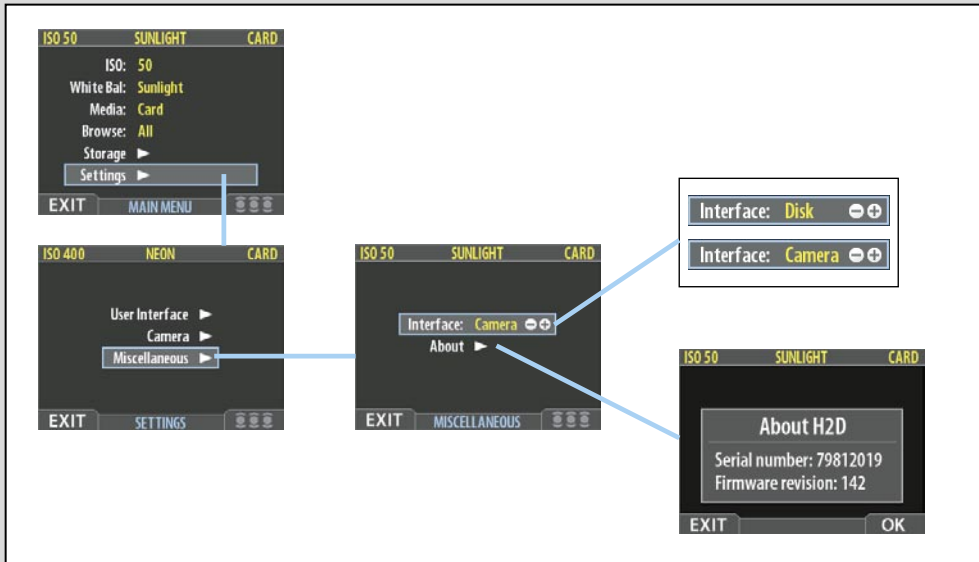 ISO 50 SUNLIGHT CARD
ISO: 50
White Bal: Sunlight
Media: Card
Browse: All
Storage
Settings
EXIT MAIN MENU
ISO 400 NEON CARD
User Interface
Camera
Miscellaneous
EXIT SETTINGS
ISO 50 SUNLIGHT CARD
Interface: Camera
About
EXIT MISCELLANEOUS
Interface: Disk
Interface: Camera
ISO 50 SUNLIGHT CARD
About H2D
Serial number: 79812019
Firmware revision: 142
EXIT OK